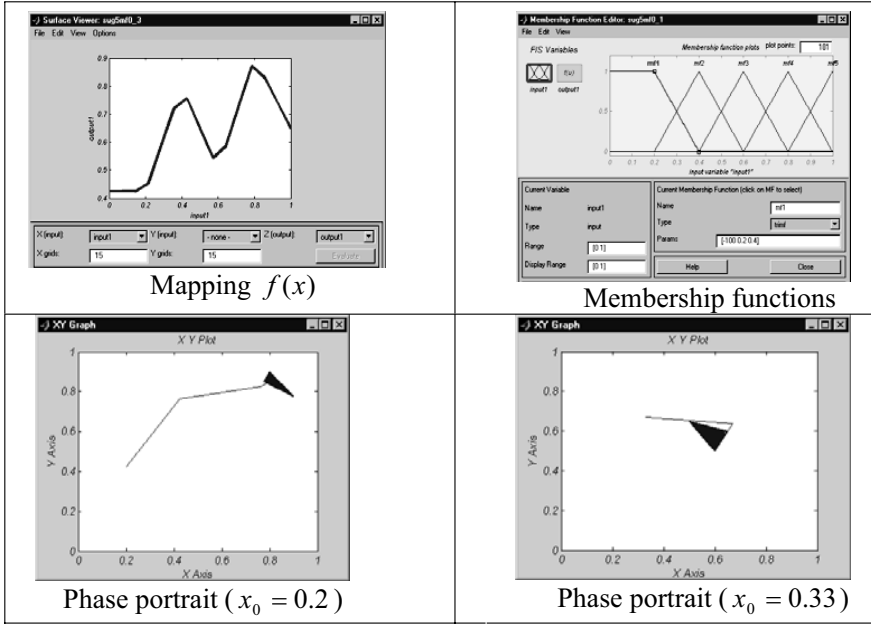 Surface Viewer: sug5mf0_3
File Edit View Options
0.9
0.8
0.7
0.6
0.5
0.4
output1
0 0.2 0.4 0.6 0.8 1
input1
X (input): input1 Y (input): - none - Z (output): output1
X grids: 15 Y grids: 15 Evaluate
Mapping f(x)
Membership Function Editor: sug5mf0_1
File Edit View
FIS Variables
input1 output1
f(u)
Membership function plots plot points: 101
mf1 mf2 mf3 mf4 mf5
1
0.5
0
0 0.1 0.2 0.3 0.4 0.5 0.6 0.7 0.8 0.9 1
input variable "input1"
Current Variable
Name input1
Type input
Range [0 1]
Display Range [0 1]
Current Membership Function (click on MF to select)
Name mf1
Type trimf
Params [-100 0.2 0.4]
Help Close
Membership functions
XY Graph
X Y Plot
1
0.8
0.6
0.4
0.2
0
Y Axis
0 0.2 0.4 0.6 0.8 1
X Axis
Phase portrait ( x0 = 0.2 )
XY Graph
X Y Plot
1
0.8
0.6
0.4
0.2
0
Y Axis
0 0.2 0.4 0.6 0.8 1
X Axis
Phase portrait ( x0 = 0.33 )